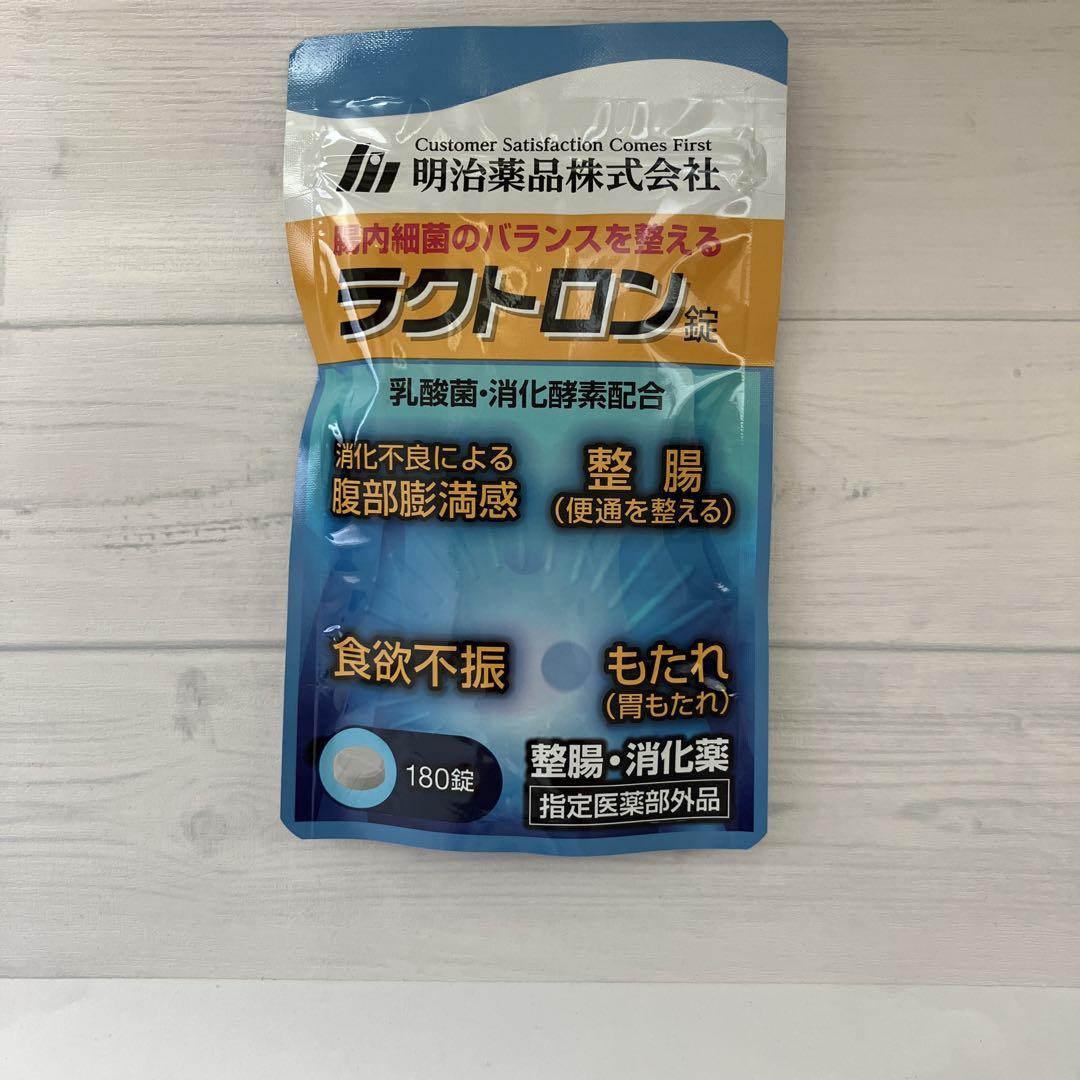 Customer Satisfaction Comes First
明治薬品株式会社
腸内細菌のバランスを整える
ラクトロン錠
乳酸菌・消化酵素配合
消化不良による
腹部膨満感
整腸
(便通を整える)
食欲不振
もたれ
(胃もたれ)
180錠
整腸・消化薬
指定医薬部外品